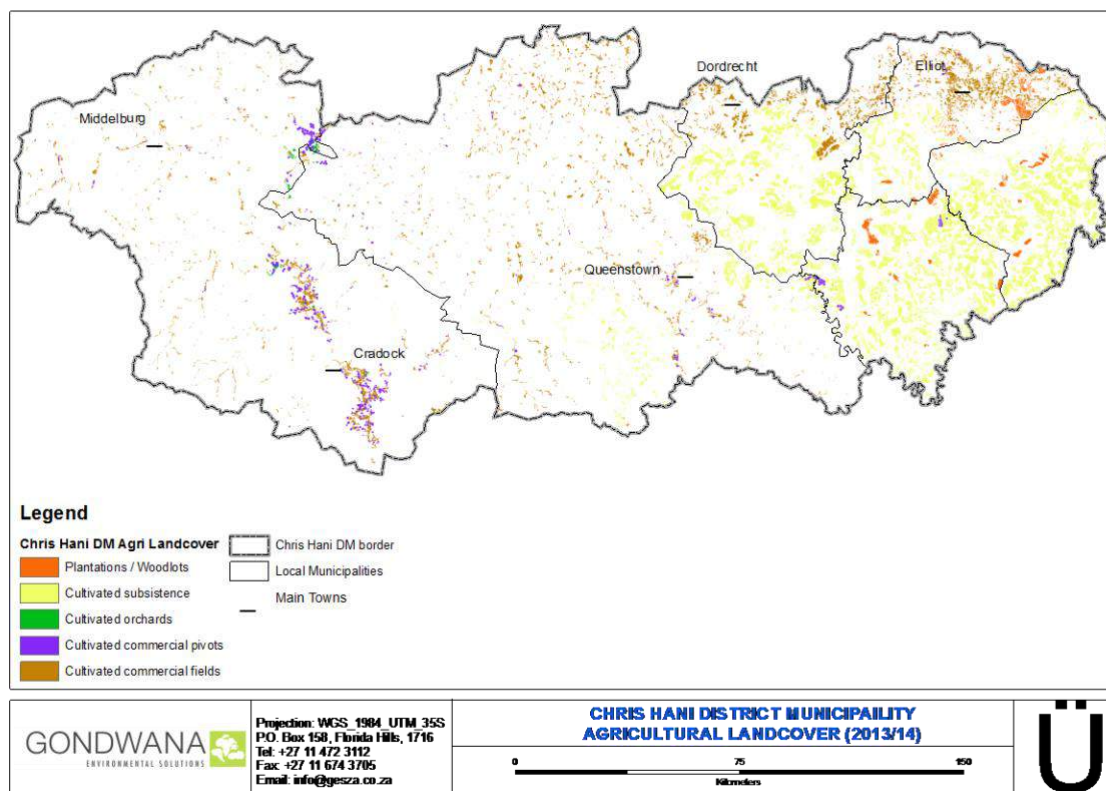 Dordrecht
Elliot
Middelburg
Queenstown
Cradock
Legend
Chris Hani DM Agri Landcover
Plantations / Woodlots
Cultivated subsistence
Cultivated orchards
Cultivated commercial pivots
Cultivated commercial fields
Chris Hani DM border
Local Municipalities
Main Towns
GONDWANA
ENVIRONMENTAL SOLUTIONS
Projection: WGS_1984_UTM_35S
P.O. Box 158, Florida Hills, 1716
Tel: +27 11 472 3112
Fax: +27 11 674 3705
Email: info@gesza.co.za
CHRIS HANI DISTRICT MUNICIPAILITY
AGRICULTURAL LANDCOVER (2013/14)
0 75 150
Kilometers
Ü